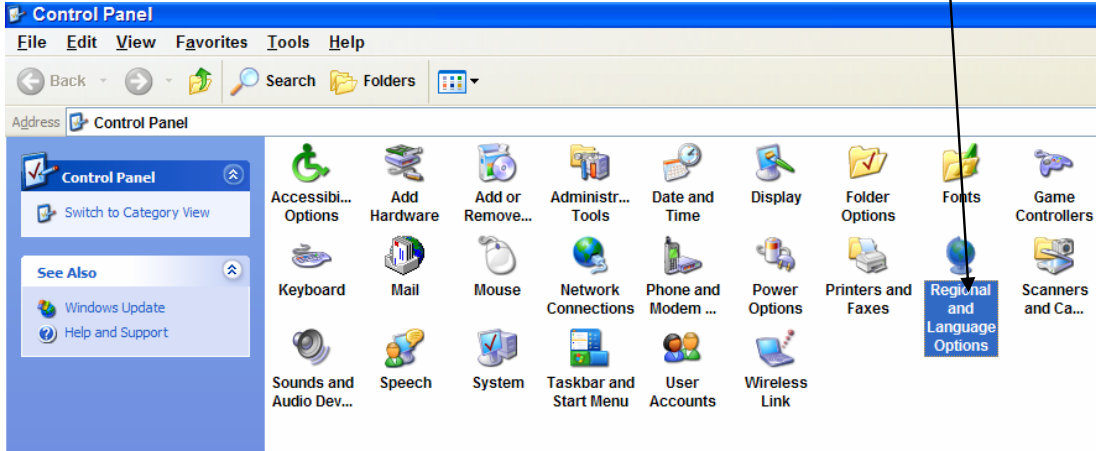 Control Panel
File Edit View Favorites Tools Help
Back Search Folders
Address Control Panel
Control Panel
Switch to Category View
See Also
Windows Update
Help and Support
Accessibi... Options
Add Hardware
Add or Remove...
Administr... Tools
Date and Time
Display
Folder Options
Fonts
Game Controllers
Keyboard
Mail
Mouse
Network Connections
Phone and Modem ...
Power Options
Printers and Faxes
Regional and Language Options
Scanners and Ca...
Sounds and Audio Dev...
Speech
System
Taskbar and Start Menu
User Accounts
Wireless Link